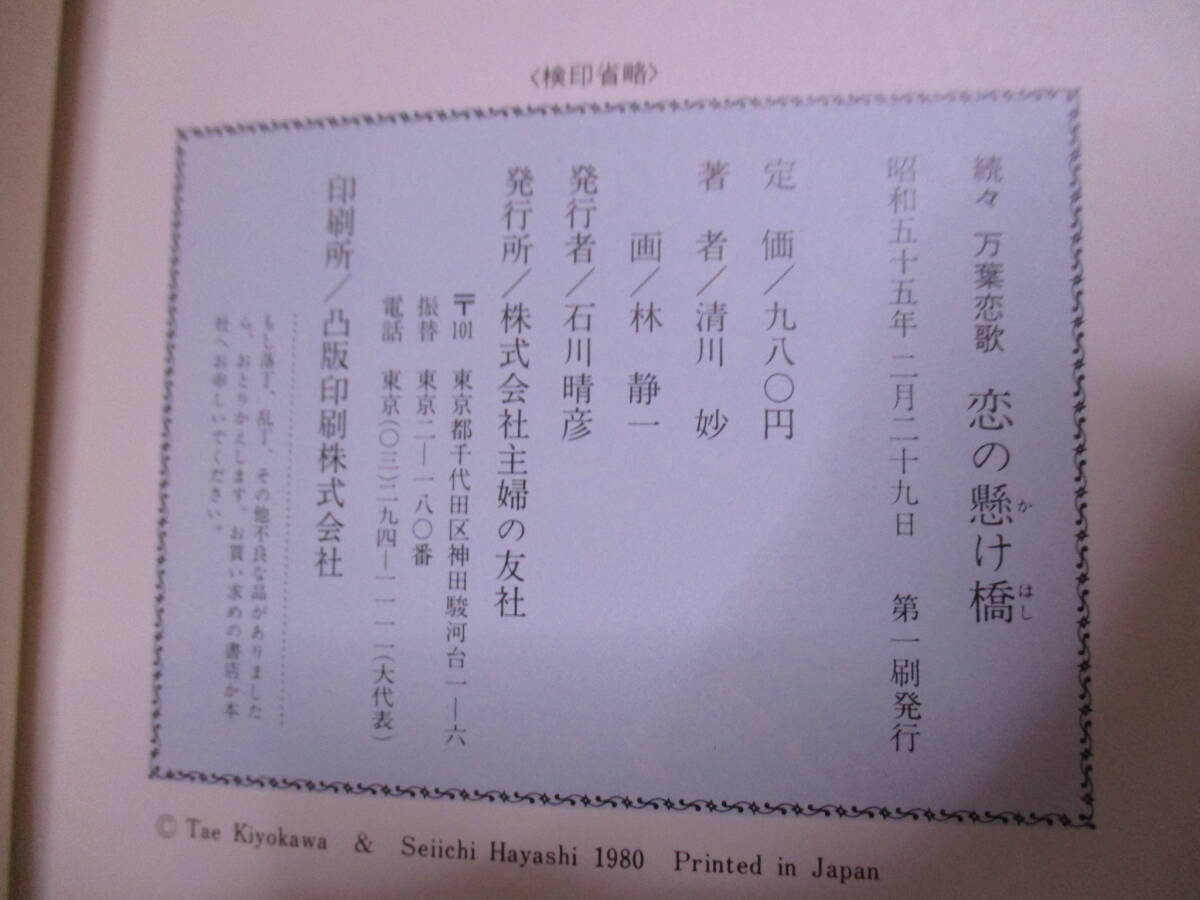 〈検印省略〉
続々 万葉恋歌 恋の懸け橋
か
はし
昭和五十五年 二月二十九日 第一刷発行
定 価/九八〇円
著 者/清川 妙
画/林 静一
発行者/石川晴彦
発行所/株式会社主婦の友社
〒101 東京都千代田区神田駿河台一―六
振替 東京二―一八〇番
電話 東京(〇三)二九四―一一一一(大代表)
印刷所/凸版印刷株式会社
もし落丁、乱丁、その他不良な品がありました
ら、おとりかえします。お買い求めの書店か本
社へお申しいでください。
© Tae Kiyokawa & Seiichi Hayashi 1980 Printed in Japan